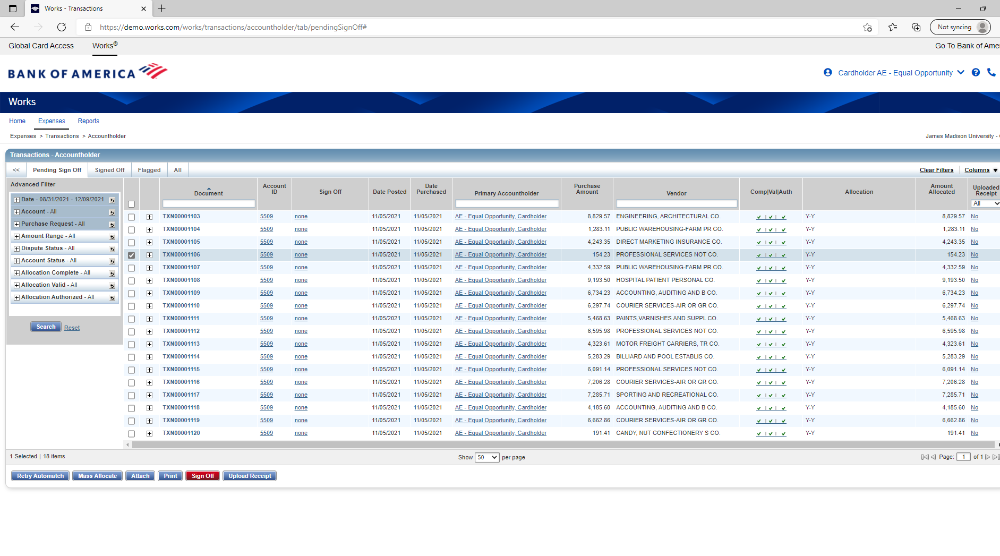 Works - Transactions
https://demo.works.com/works/transactions/accountholder/tab/pendingSignOff#
Not syncing
Global Card Access Works® Go To Bank of Ame
BANK OF AMERICA
Cardholder AE - Equal Opportunity
Works
Home Expenses Reports
Expenses > Transactions > Accountholder James Madison University -
Transactions - Accountholder
<< Pending Sign Off Signed Off Flagged All Clear Filters Columns
Advanced Filter
Date - 08/31/2021 - 12/09/2021
Account - All
Purchase Request - All
Amount Range - All
Dispute Status - All
Account Status - All
Allocation Complete - All
Allocation Valid - All
Allocation Authorized - All
Search Reset
Document Account ID Sign Off Date Posted Date Purchased Primary Accountholder Purchase Amount Vendor Comp|Val|Auth Allocation Amount Allocated Uploaded Receipt
All
TXN00001103 5509 none 11/05/2021 11/05/2021 AE - Equal Opportunity, Cardholder 8,829.57 ENGINEERING, ARCHITECTURAL CO. Y-Y 8,829.57 No
TXN00001104 5509 none 11/05/2021 11/05/2021 AE - Equal Opportunity, Cardholder 1,283.11 PUBLIC WAREHOUSING-FARM PR CO. Y-Y 1,283.11 No
TXN00001105 5509 none 11/05/2021 11/05/2021 AE - Equal Opportunity, Cardholder 4,243.35 DIRECT MARKETING INSURANCE CO. Y-Y 4,243.35 No
TXN00001106 5509 none 11/05/2021 11/05/2021 AE - Equal Opportunity, Cardholder 154.23 PROFESSIONAL SERVICES NOT CO. Y-Y 154.23 No
TXN00001107 5509 none 11/05/2021 11/05/2021 AE - Equal Opportunity, Cardholder 4,332.59 PUBLIC WAREHOUSING-FARM PR CO. Y-Y 4,332.59 No
TXN00001108 5509 none 11/05/2021 11/05/2021 AE - Equal Opportunity, Cardholder 9,193.50 HOSPITAL PATIENT PERSONAL CO. Y-Y 9,193.50 No
TXN00001109 5509 none 11/05/2021 11/05/2021 AE - Equal Opportunity, Cardholder 6,734.23 ACCOUNTING, AUDITING AND B CO. Y-Y 6,734.23 No
TXN00001110 5509 none 11/05/2021 11/05/2021 AE - Equal Opportunity, Cardholder 6,297.74 COURIER SERVICES-AIR OR GR CO. Y-Y 6,297.74 No
TXN00001111 5509 none 11/05/2021 11/05/2021 AE - Equal Opportunity, Cardholder 5,468.63 PAINTS,VARNISHES AND SUPPL CO. Y-Y 5,468.63 No
TXN00001112 5509 none 11/05/2021 11/05/2021 AE - Equal Opportunity, Cardholder 6,595.98 PROFESSIONAL SERVICES NOT CO. Y-Y 6,595.98 No
TXN00001113 5509 none 11/05/2021 11/05/2021 AE - Equal Opportunity, Cardholder 4,323.61 MOTOR FREIGHT CARRIERS, TR CO. Y-Y 4,323.61 No
TXN00001114 5509 none 11/05/2021 11/05/2021 AE - Equal Opportunity, Cardholder 5,283.29 BILLIARD AND POOL ESTABLIS CO. Y-Y 5,283.29 No
TXN00001115 5509 none 11/05/2021 11/05/2021 AE - Equal Opportunity, Cardholder 6,091.14 PROFESSIONAL SERVICES NOT CO. Y-Y 6,091.14 No
TXN00001116 5509 none 11/05/2021 11/05/2021 AE - Equal Opportunity, Cardholder 7,206.28 COURIER SERVICES-AIR OR GR CO. Y-Y 7,206.28 No
TXN00001117 5509 none 11/05/2021 11/05/2021 AE - Equal Opportunity, Cardholder 7,285.71 SPORTING AND RECREATIONAL CO. Y-Y 7,285.71 No
TXN00001118 5509 none 11/05/2021 11/05/2021 AE - Equal Opportunity, Cardholder 4,185.60 ACCOUNTING, AUDITING AND B CO. Y-Y 4,185.60 No
TXN00001119 5509 none 11/05/2021 11/05/2021 AE - Equal Opportunity, Cardholder 6,662.86 COURIER SERVICES-AIR OR GR CO. Y-Y 6,662.86 No
TXN00001120 5509 none 11/05/2021 11/05/2021 AE - Equal Opportunity, Cardholder 191.41 CANDY, NUT CONFECTIONERY S CO. Y-Y 191.41 No
1 Selected | 18 items Show 50 per page Page: 1 of 1
Retry Automatch Mass Allocate Attach Print Sign Off Upload Receipt